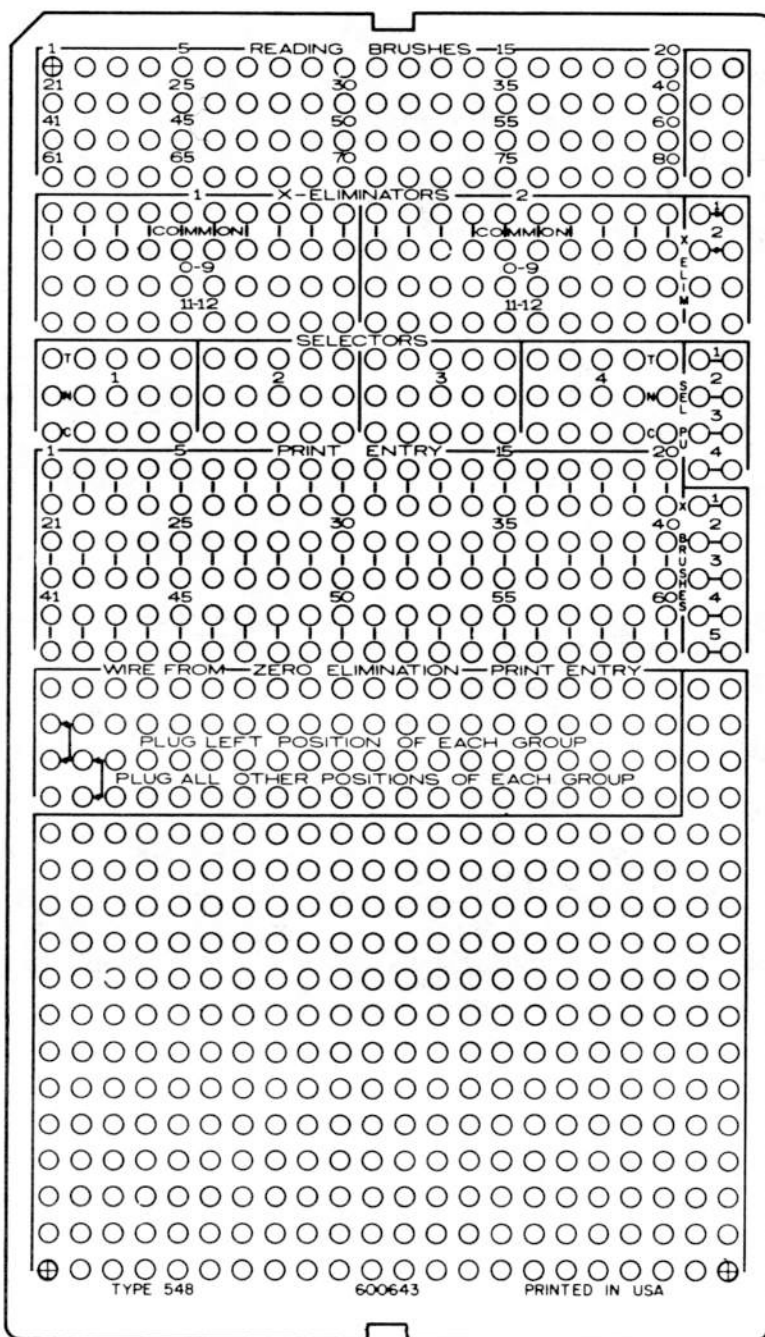 1 5 READING BRUSHES 15 20
21 25 30 35 40
41 45 50 55 60
61 65 70 75 80
1 X-ELIMINATORS 2
COMMON COMMON
0-9 0-9
11-12 11-12
X ELIM
1
2
SELECTORS
T T
1 2 3 4
N N
C C
SEL PU
1
2
3
4
1 5 PRINT ENTRY 15 20
21 25 30 35 40
41 45 50 55 60
X BRUSHES
1
2
3
4
5
WIRE FROM ZERO ELIMINATION PRINT ENTRY
PLUG LEFT POSITION OF EACH GROUP
PLUG ALL OTHER POSITIONS OF EACH GROUP
TYPE 548 600643 PRINTED IN USA